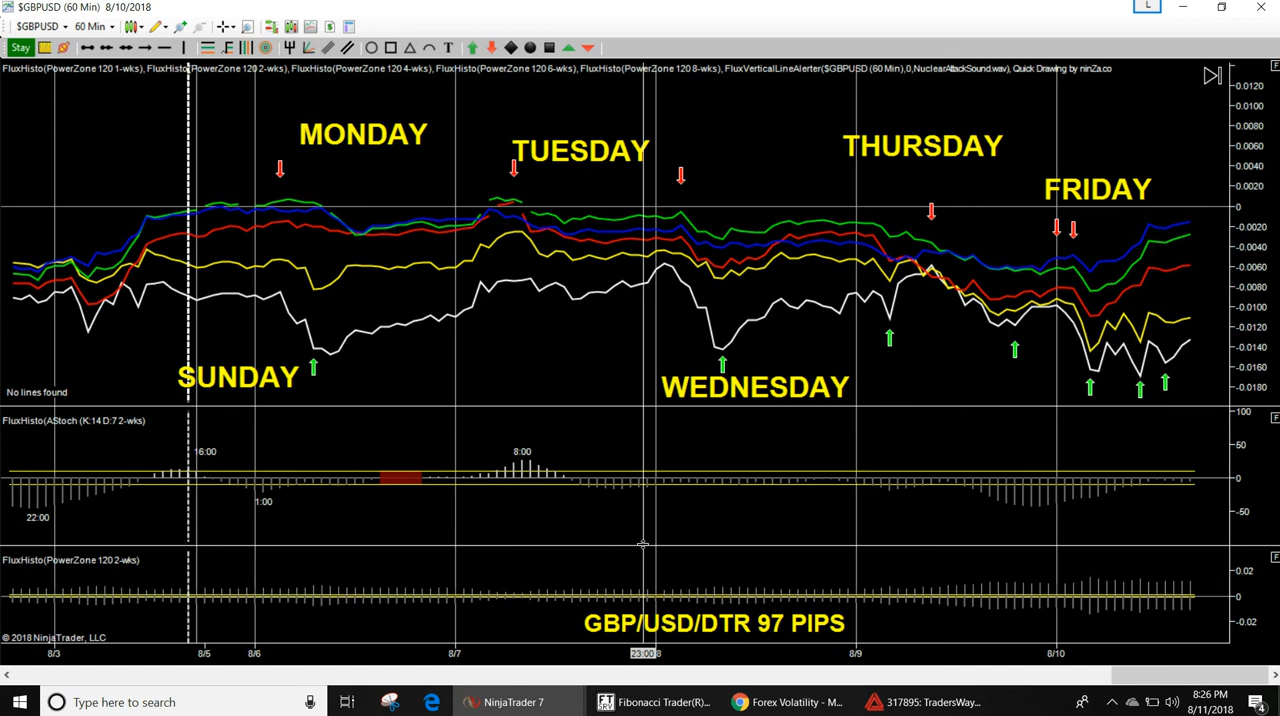 $GBPUSD (60 Min) 8/10/2018
L
$GBPUSD 60 Min
Stay T
FluxHisto(PowerZone 120 1-wks), FluxHisto(PowerZone 120 2-wks), FluxHisto(PowerZone 120 4-wks), FluxHisto(PowerZone 120 6-wks), FluxHisto(PowerZone 120 8-wks), FluxVerticalLineAlerter($GBPUSD (60 Min),0,NuclearAttackSound.wav), Quick Drawing by ninZa.co
F
0.0120
0.0100
0.0080
0.0060
0.0040
0.0020
0
-0.0020
-0.0040
-0.0060
-0.0080
-0.0100
-0.0120
-0.0140
-0.0160
-0.0180
MONDAY
TUESDAY
THURSDAY
FRIDAY
SUNDAY
WEDNESDAY
No lines found
FluxHisto(AStoch (K:14 D:7 2-wks)
F
100
50
0
-50
16:00
8:00
1:00
22:00
FluxHisto(PowerZone 120 2-wks)
F
0.02
0
-0.02
GBP/USD/DTR 97 PIPS
© 2018 NinjaTrader, LLC
8/3 8/5 8/6 8/7 23:00 8 8/9 8/10
Type here to search
NinjaTrader 7
FT
Fibonacci Trader(R)...
Forex Volatility - M...
317895: TradersWay...
8:26 PM
8/11/2018
4